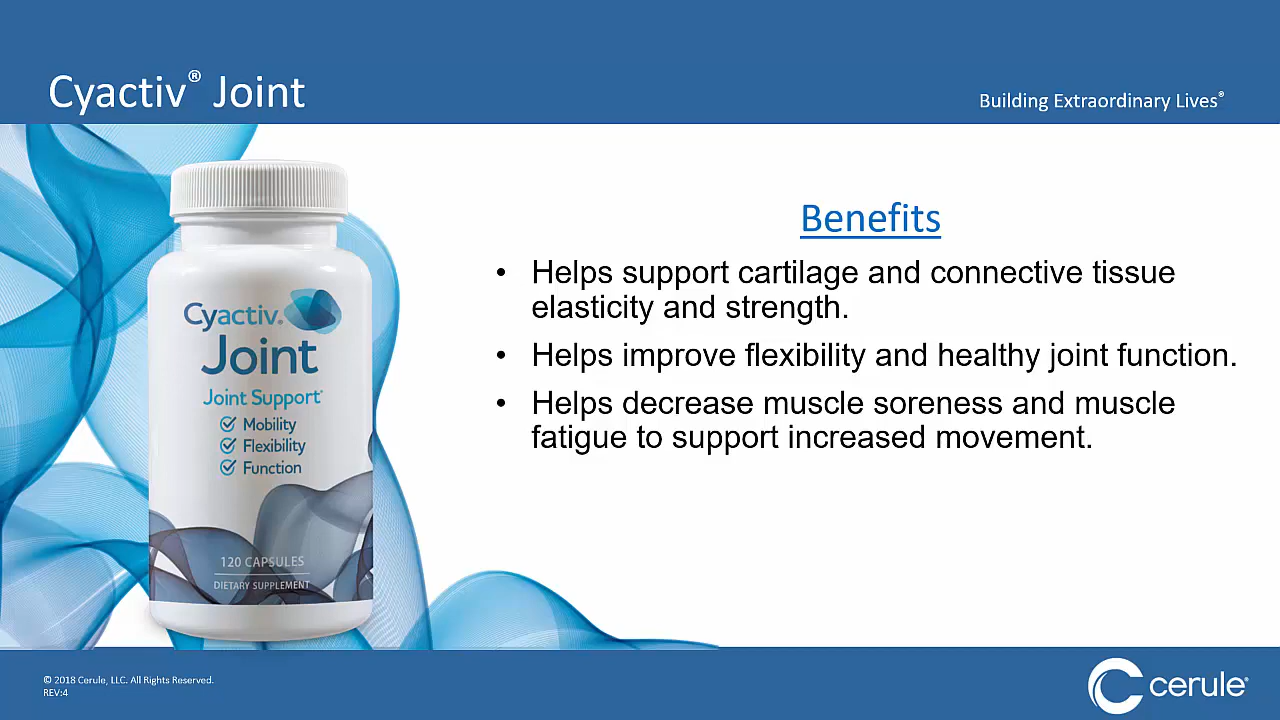 Cyactiv® Joint
Building Extraordinary Lives®
Cyactiv®
Joint
Joint Support*
Mobility
Flexibility
Function
120 CAPSULES
DIETARY SUPPLEMENT
Benefits
• Helps support cartilage and connective tissue
elasticity and strength.
• Helps improve flexibility and healthy joint function.
• Helps decrease muscle soreness and muscle
fatigue to support increased movement.
© 2018 Cerule, LLC. All Rights Reserved.
REV:4
cerule®